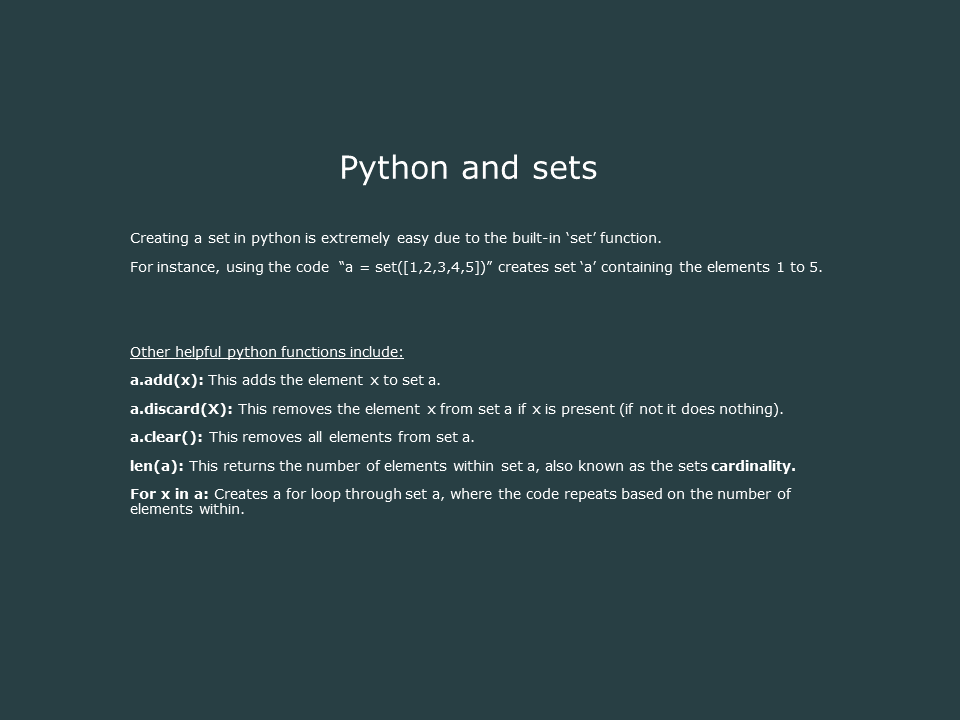 Python and sets
Creating a set in python is extremely easy due to the built-in ‘set’ function.
For instance, using the code “a = set([1,2,3,4,5])” creates set ‘a’ containing the elements 1 to 5.
Other helpful python functions include:
a.add(x): This adds the element x to set a.
a.discard(X): This removes the element x from set a if x is present (if not it does nothing).
a.clear(): This removes all elements from set a.
len(a): This returns the number of elements within set a, also known as the sets cardinality.
For x in a: Creates a for loop through set a, where the code repeats based on the number of
elements within.